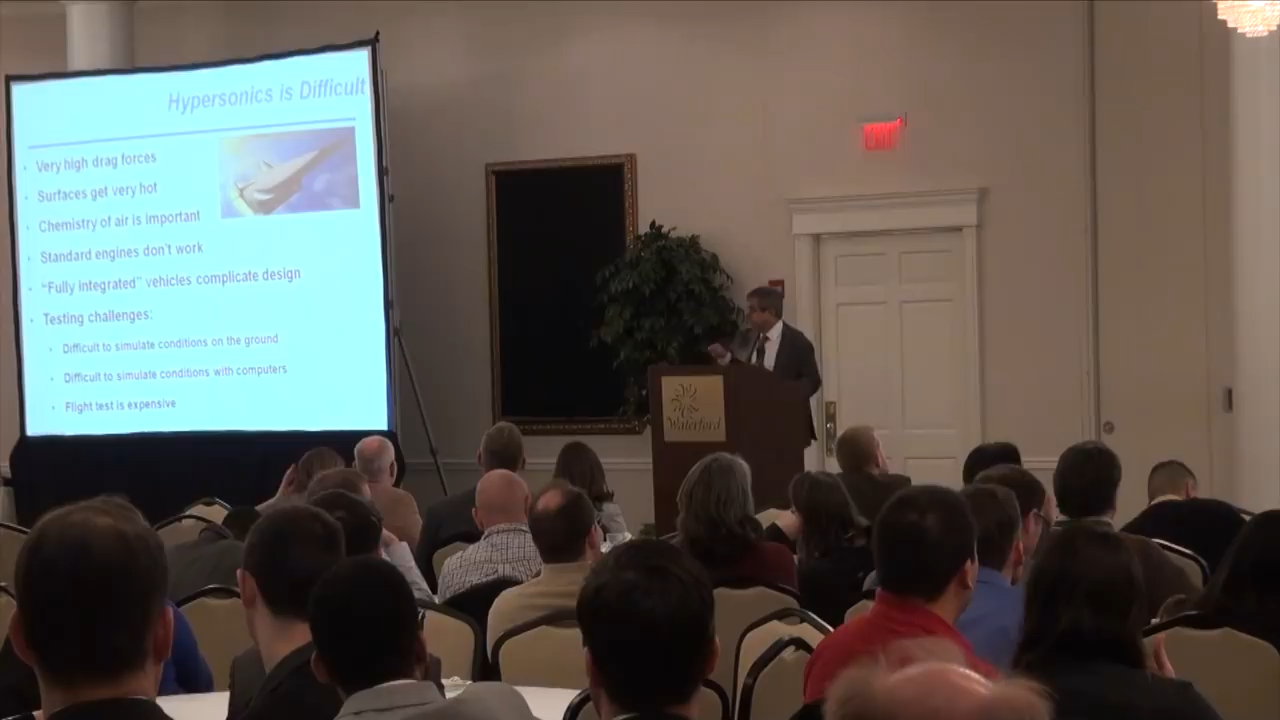 Hypersonics is Difficult
Very high drag forces
Surfaces get very hot
Chemistry of air is important
Standard engines don't work
"Fully integrated" vehicles complicate design
Testing challenges:
Difficult to simulate conditions on the ground
Difficult to simulate conditions with computers
Flight test is expensive
EXIT
Waterford